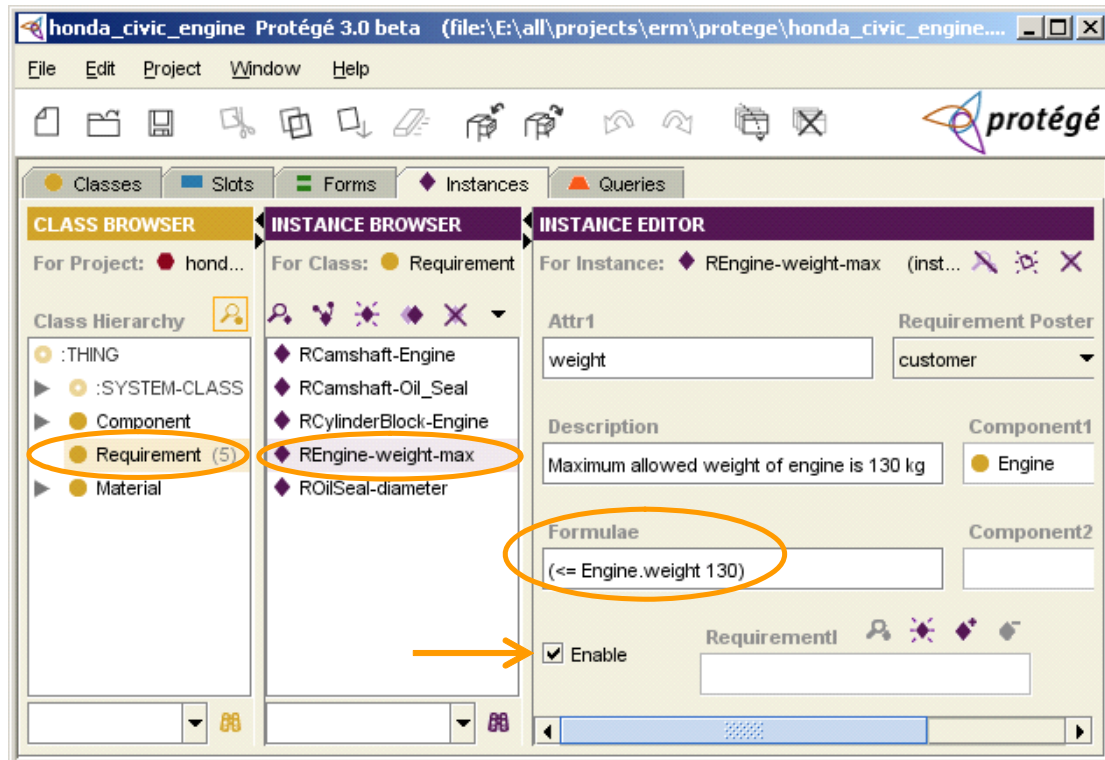 honda_civic_engine Protégé 3.0 beta (file:\E:\all\projects\erm\protege\honda_civic_engine....
File Edit Project Window Help
protégé
Classes Slots Forms Instances Queries
CLASS BROWSER INSTANCE BROWSER INSTANCE EDITOR
For Project: hond... For Class: Requirement For Instance: REngine-weight-max (inst...
Class Hierarchy
:THING
:SYSTEM-CLASS
Component
Requirement (5)
Material
RCamshaft-Engine
RCamshaft-Oil_Seal
RCylinderBlock-Engine
REngine-weight-max
ROilSeal-diameter
Attr1 Requirement Poster
weight customer
Description Component1
Maximum allowed weight of engine is 130 kg Engine
Formulae Component2
(<= Engine.weight 130)
Enable RequirementI